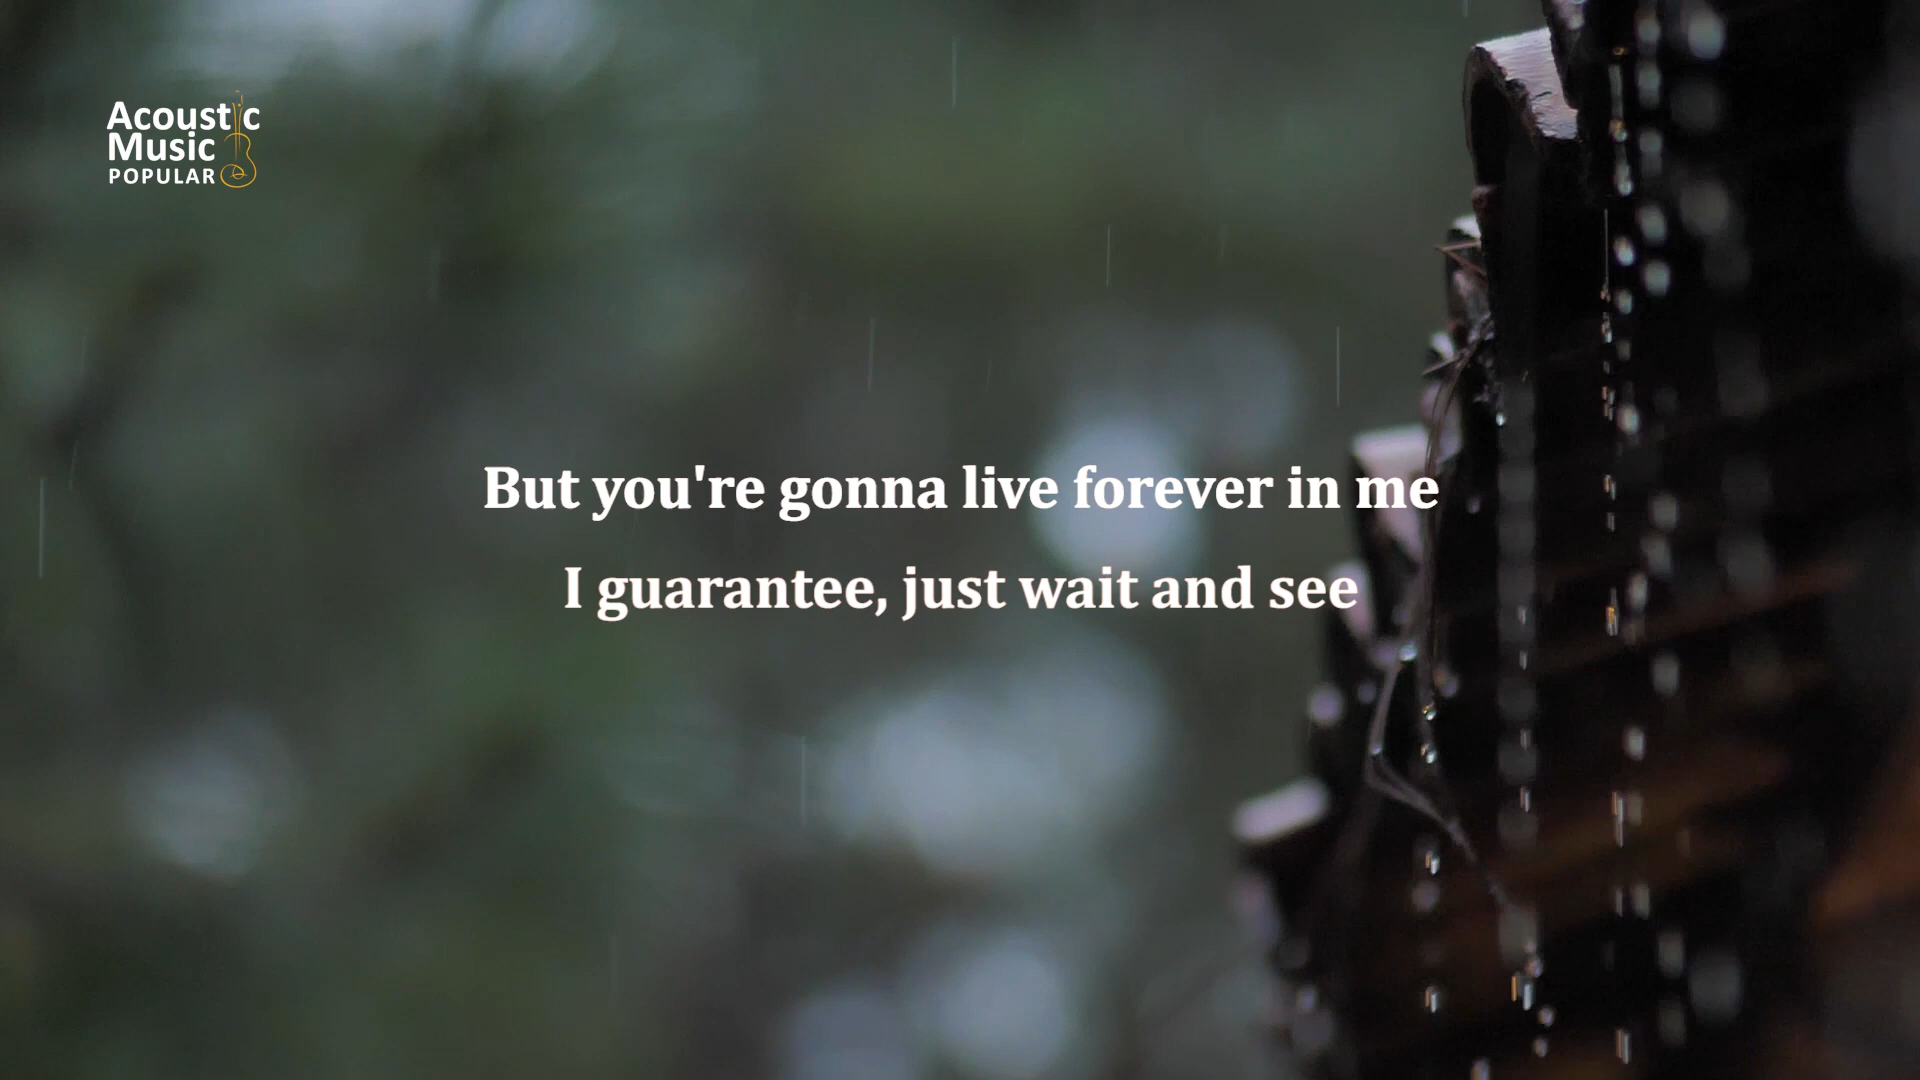 Acoustic
Music
POPULAR
But you're gonna live forever in me
I guarantee, just wait and see